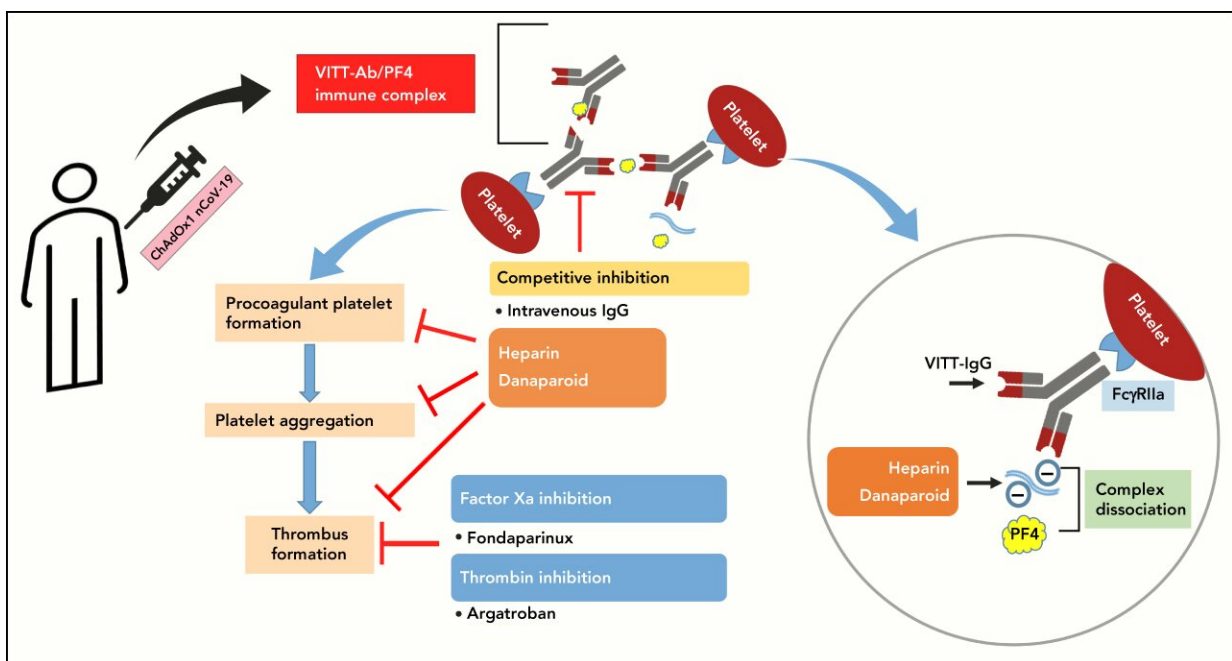 VITT-Ab/PF4
immune complex
ChAdOx1 nCoV-19
Platelet
Platelet
Competitive inhibition
• Intravenous IgG
Procoagulant platelet
formation
Heparin
Danaparoid
Platelet aggregation
Factor Xa inhibition
• Fondaparinux
Thrombus
formation
Thrombin inhibition
• Argatroban
Platelet
VITT-IgG
FcγRIIa
Heparin
Danaparoid
−
−
Complex
dissociation
PF4